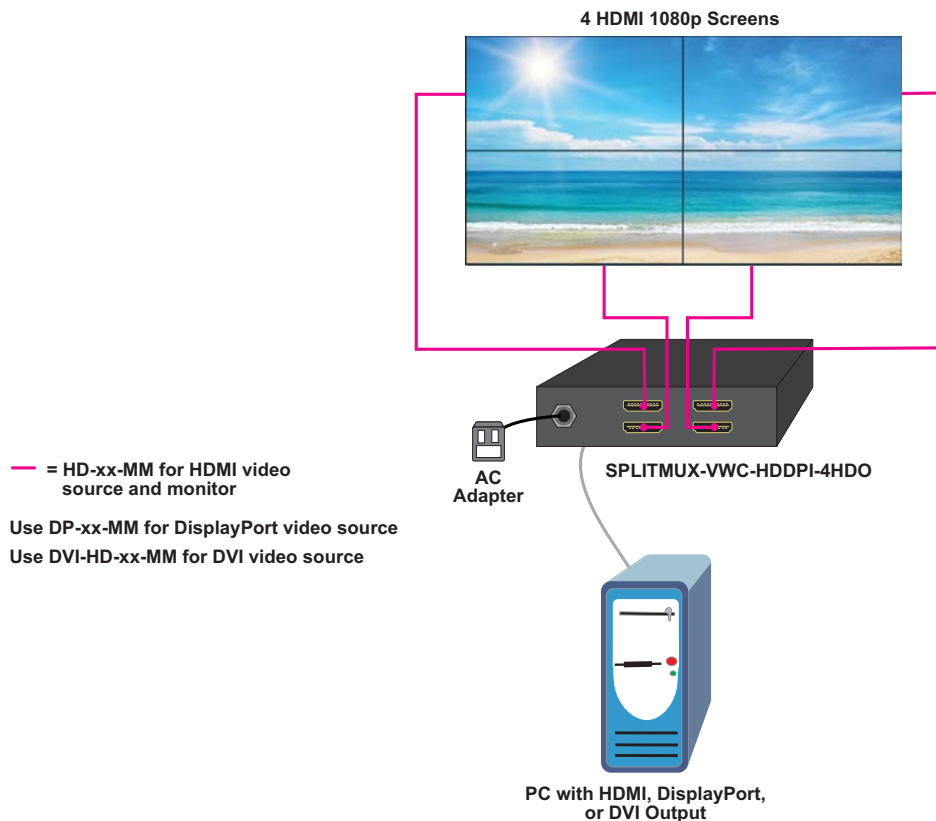 4 HDMI 1080p Screens
= HD-xx-MM for HDMI video
source and monitor
Use DP-xx-MM for DisplayPort video source
Use DVI-HD-xx-MM for DVI video source
AC
Adapter
SPLITMUX-VWC-HDDPI-4HDO
PC with HDMI, DisplayPort,
or DVI Output